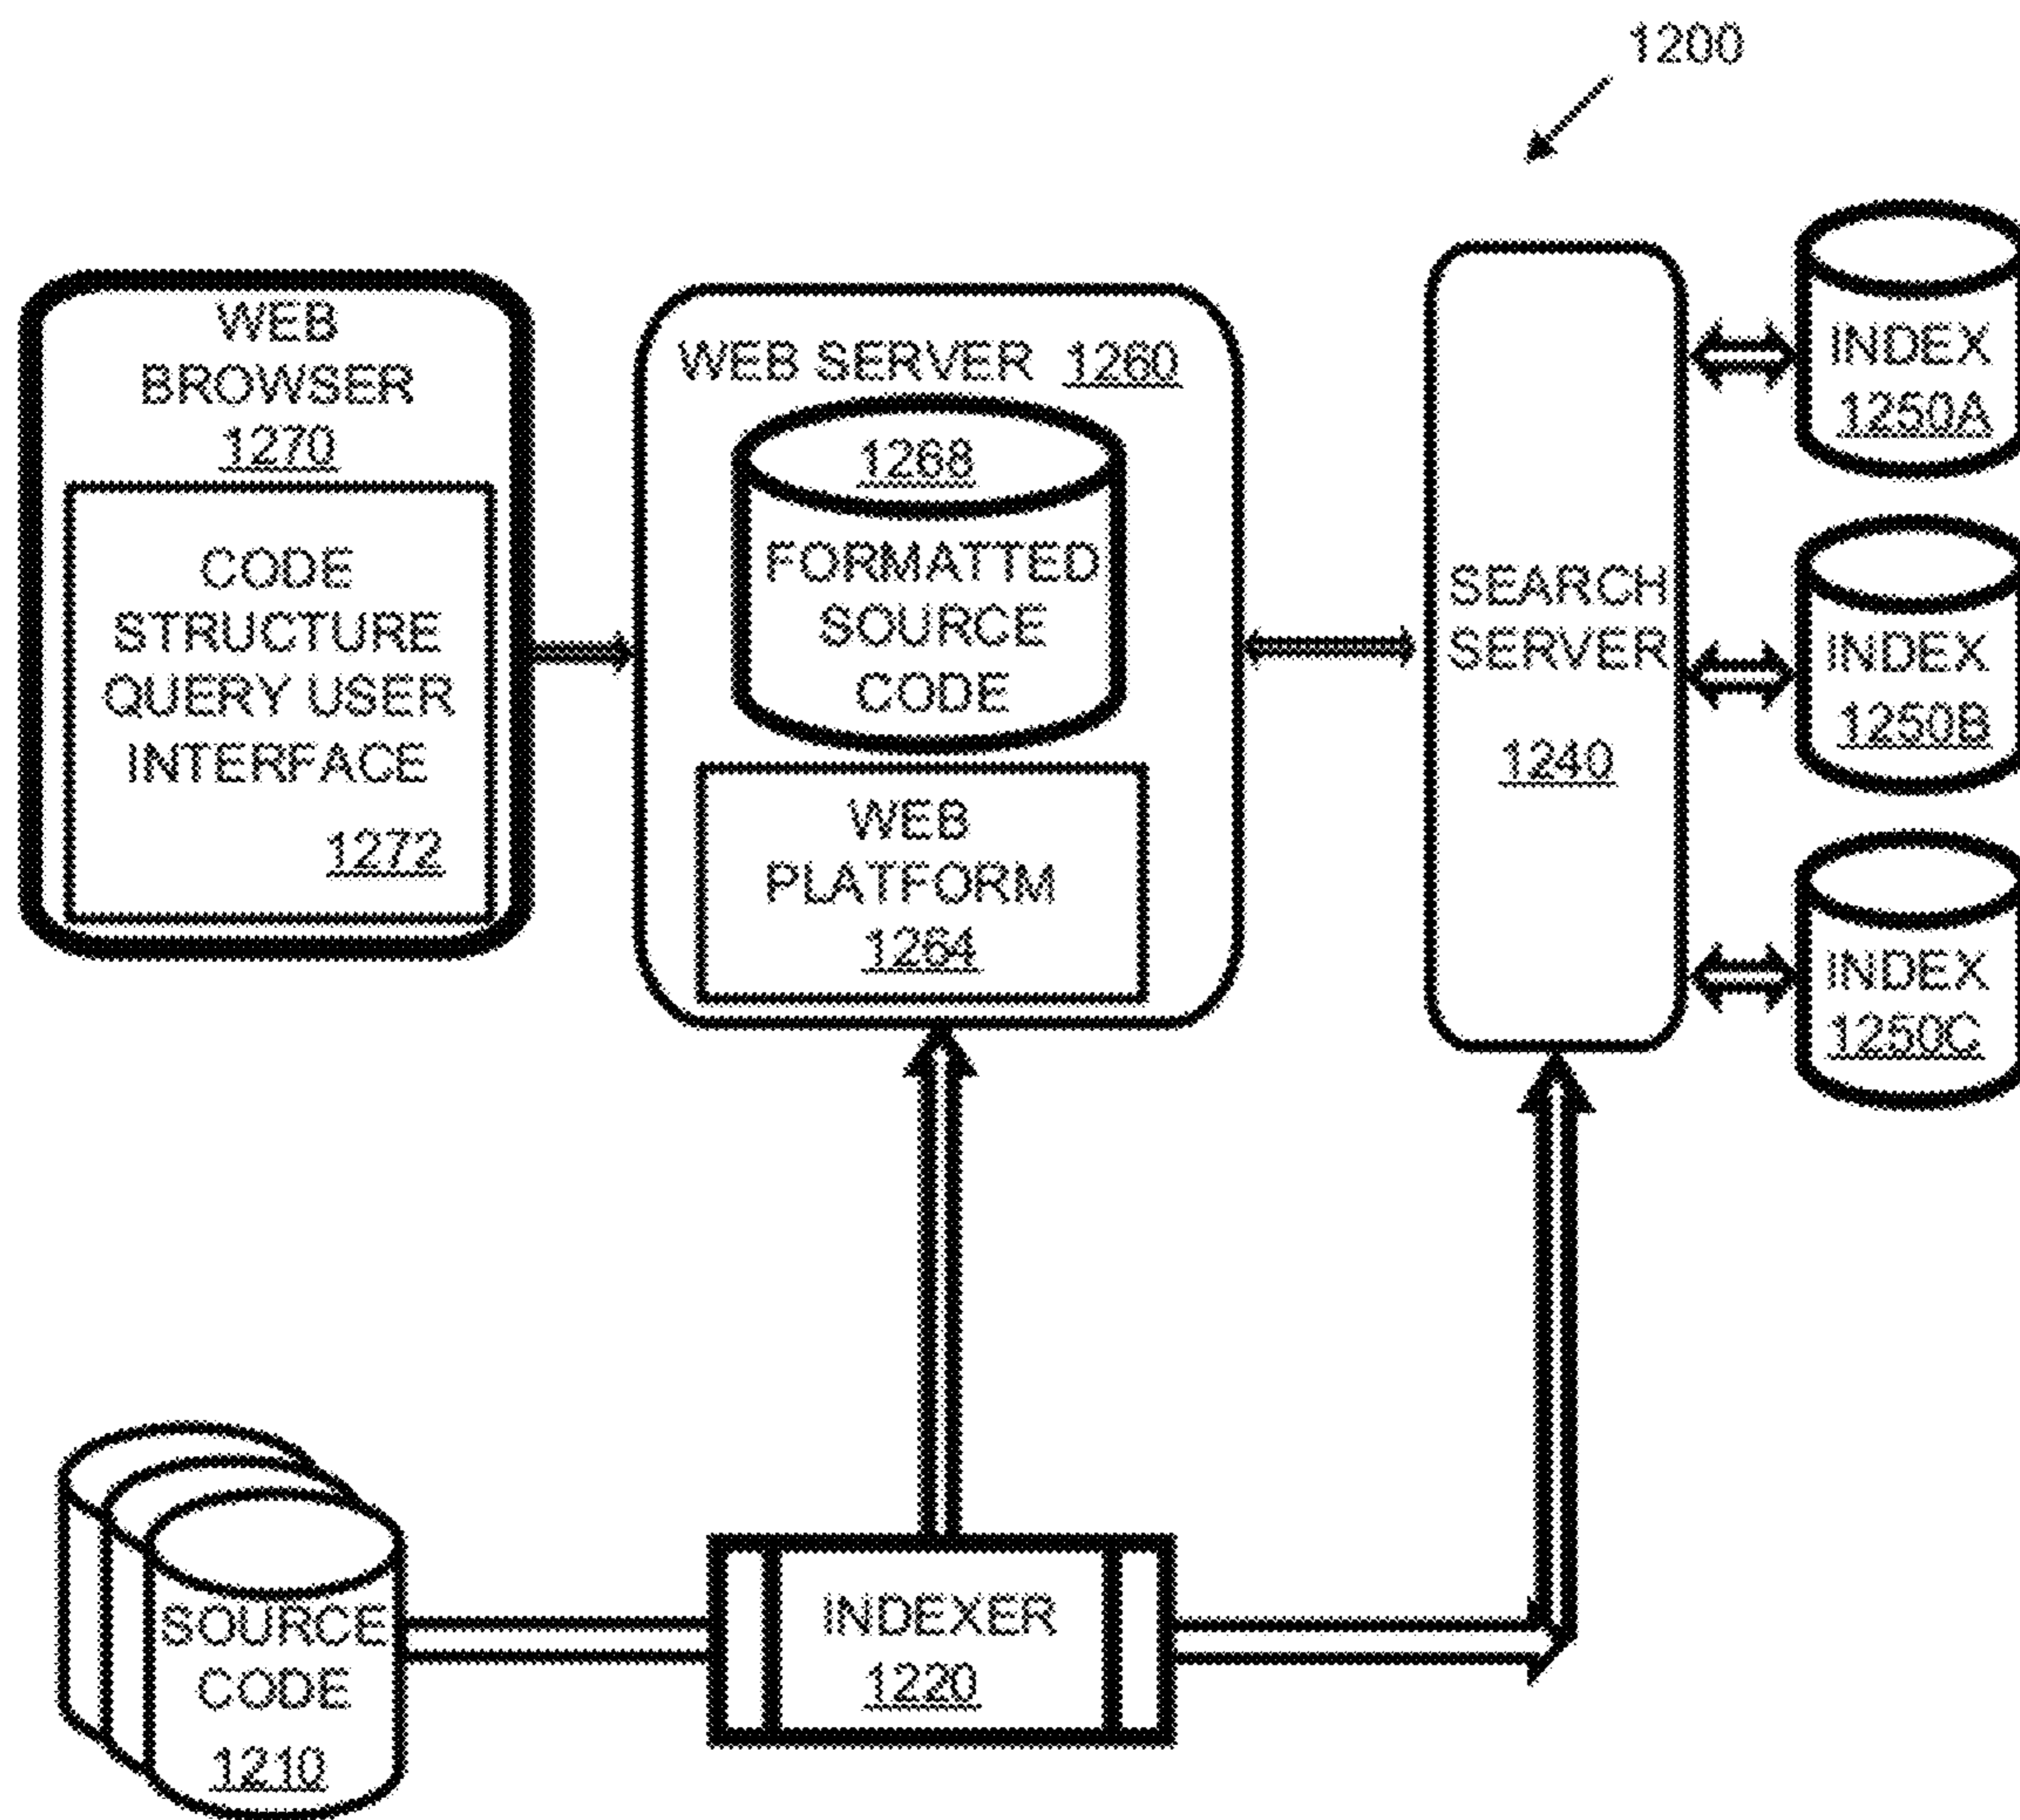 1200
WEB
BROWSER
1270
CODE
STRUCTURE
QUERY USER
INTERFACE
1272
WEB SERVER 1260
1268
FORMATTED
SOURCE
CODE
WEB
PLATFORM
1264
SEARCH
SERVER
1240
INDEX
1250A
INDEX
1250B
INDEX
1250C
SOURCE
CODE
1210
INDEXER
1220